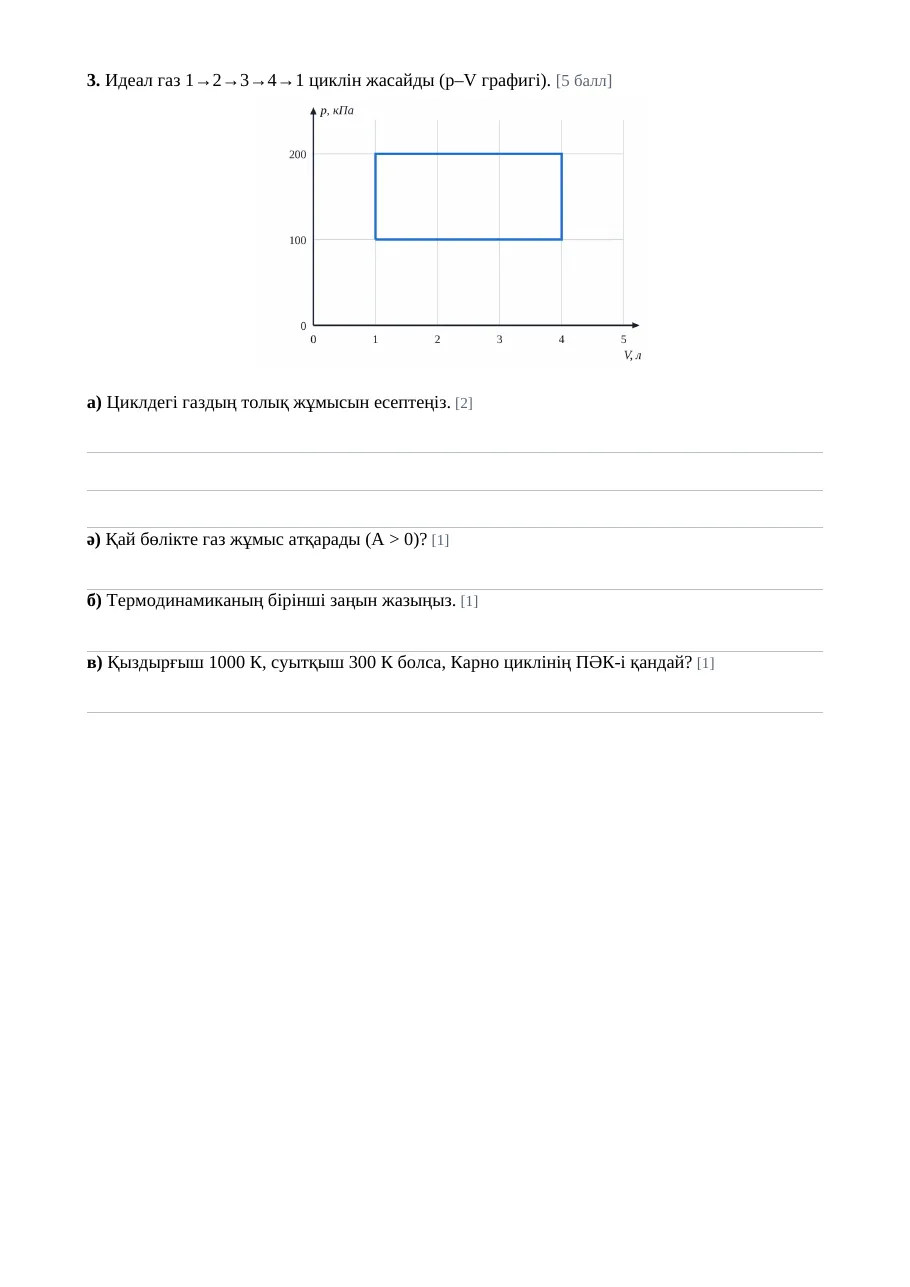 3. Идеал газ 1→2→3→4→1 циклін жасайды (p–V графигі). [5 балл]
p, кПа
200
100
0
0 1 2 3 4 5
V, л
а) Циклдегі газдың толық жұмысын есептеңіз. [2]
ә) Қай бөлікте газ жұмыс атқарады (A > 0)? [1]
б) Термодинамиканың бірінші заңын жазыңыз. [1]
в) Қыздырғыш 1000 К, суытқыш 300 К болса, Карно циклінің ПӘК-і қандай? [1]